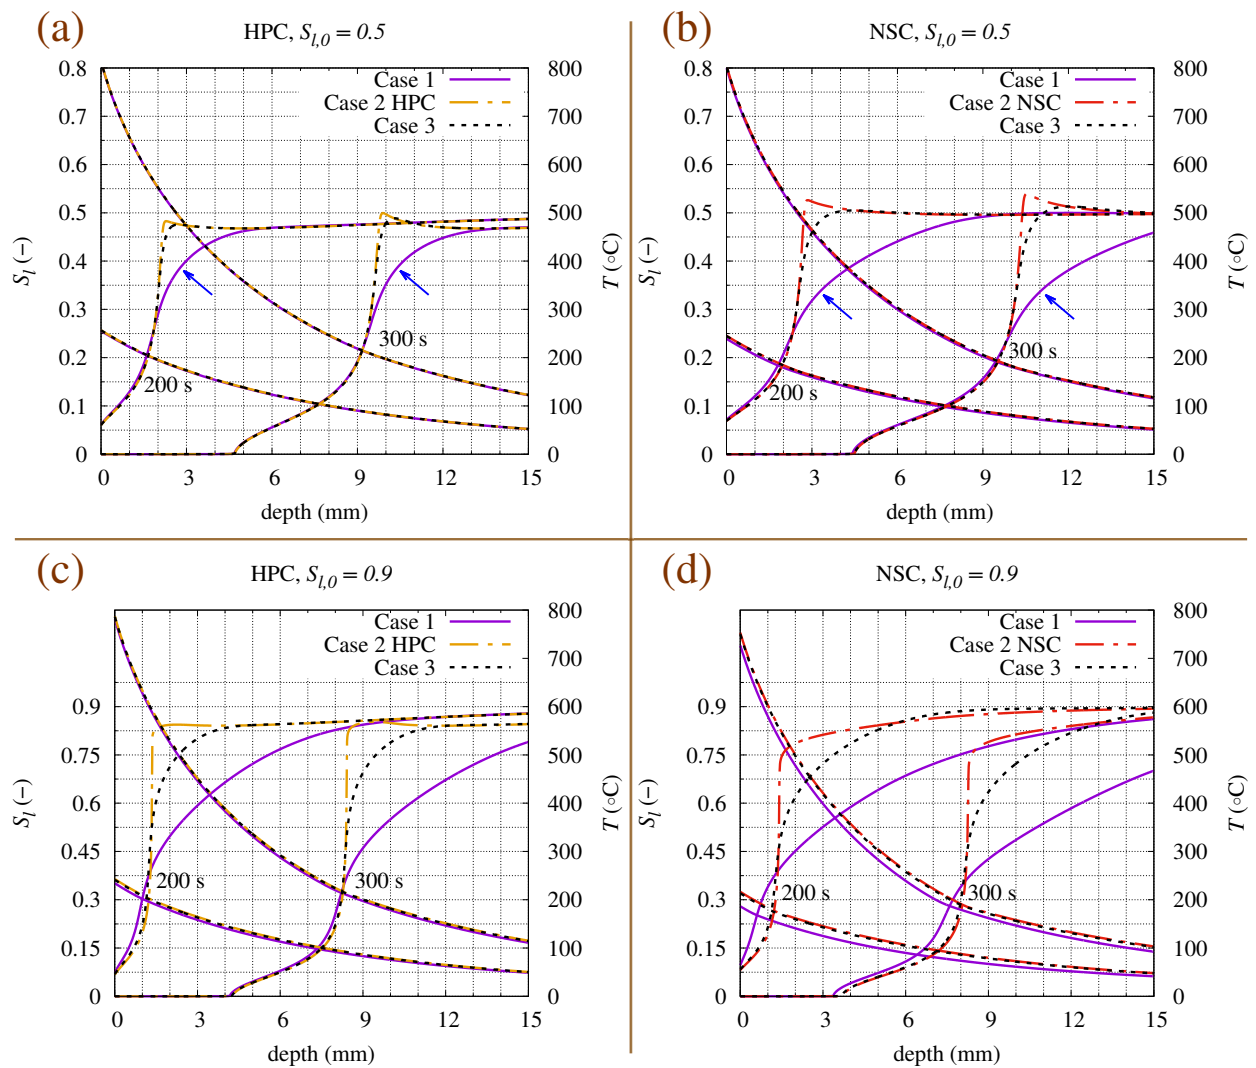 (a)
HPC, S_{l,0} = 0.5
Case 1
Case 2 HPC
Case 3
0.8
0.7
0.6
0.5
0.4
0.3
0.2
0.1
0
800
700
600
500
400
300
200
100
0
S_l (−)
T (∘C)
200 s
300 s
0 3 6 9 12 15
depth (mm)
(b)
NSC, S_{l,0} = 0.5
Case 1
Case 2 NSC
Case 3
0.8
0.7
0.6
0.5
0.4
0.3
0.2
0.1
0
800
700
600
500
400
300
200
100
0
S_l (−)
T (∘C)
200 s
300 s
0 3 6 9 12 15
depth (mm)
(c)
HPC, S_{l,0} = 0.9
Case 1
Case 2 HPC
Case 3
0.9
0.75
0.6
0.45
0.3
0.15
0
800
700
600
500
400
300
200
100
0
S_l (−)
T (∘C)
200 s
300 s
0 3 6 9 12 15
depth (mm)
(d)
NSC, S_{l,0} = 0.9
Case 1
Case 2 NSC
Case 3
0.9
0.75
0.6
0.45
0.3
0.15
0
800
700
600
500
400
300
200
100
0
S_l (−)
T (∘C)
200 s
300 s
0 3 6 9 12 15
depth (mm)